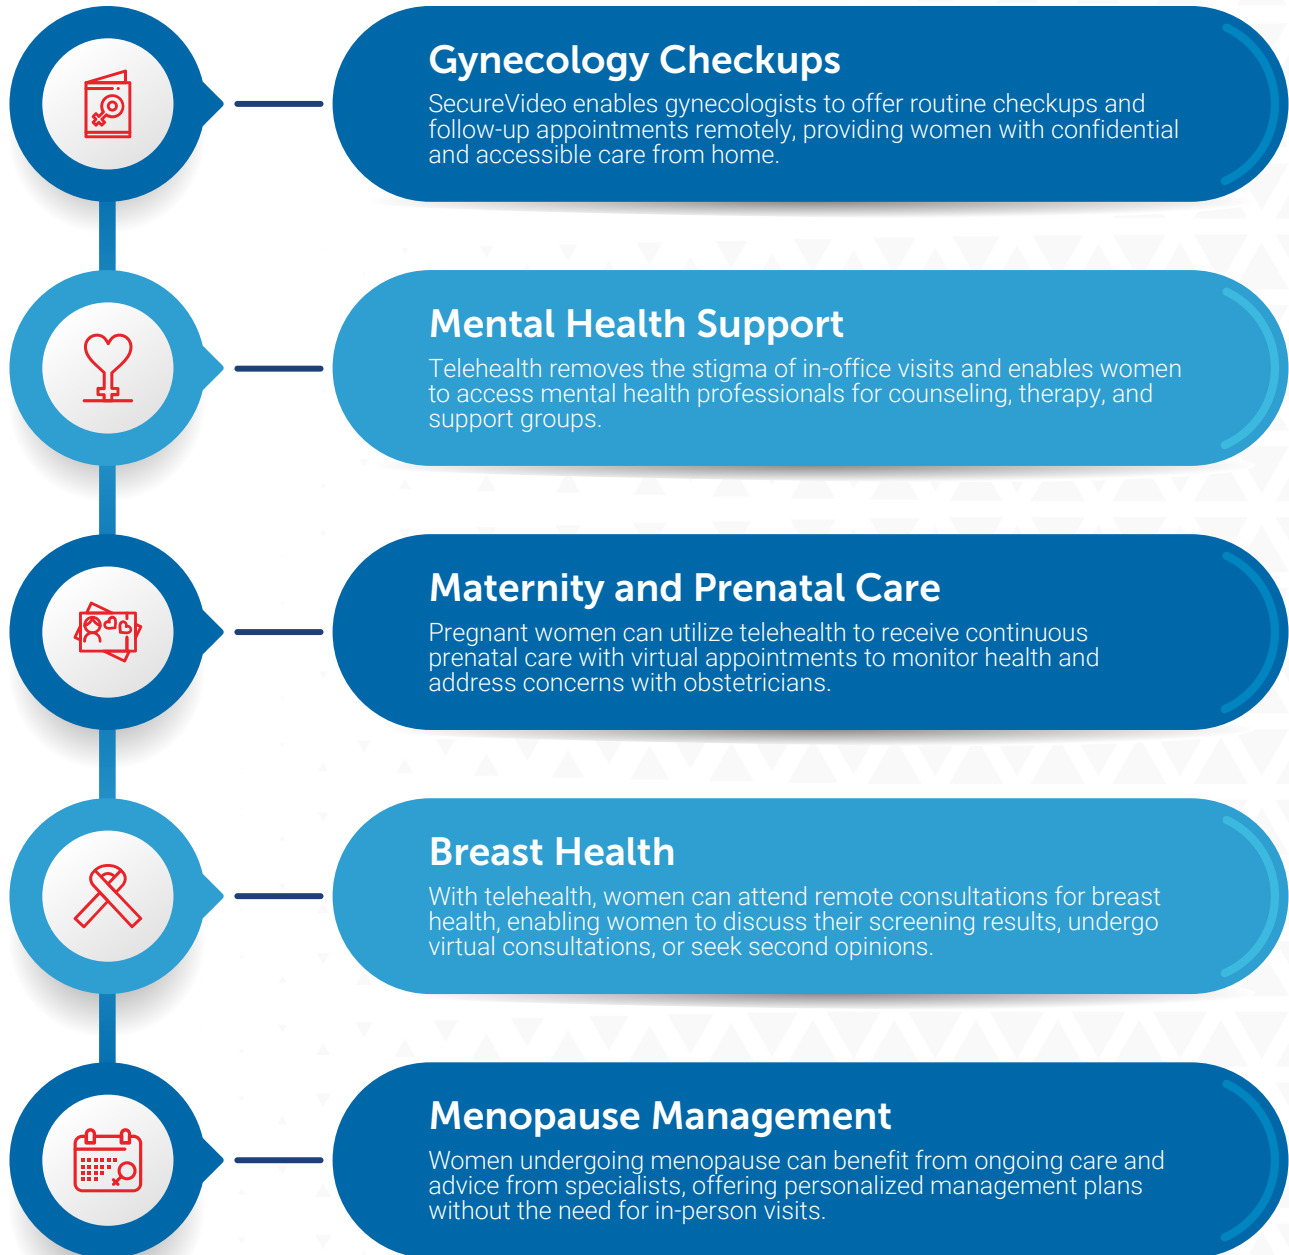 Gynecology Checkups
SecureVideo enables gynecologists to offer routine checkups and
follow-up appointments remotely, providing women with confidential
and accessible care from home.
Mental Health Support
Telehealth removes the stigma of in-office visits and enables women
to access mental health professionals for counseling, therapy, and
support groups.
Maternity and Prenatal Care
Pregnant women can utilize telehealth to receive continuous
prenatal care with virtual appointments to monitor health and
address concerns with obstetricians.
Breast Health
With telehealth, women can attend remote consultations for breast
health, enabling women to discuss their screening results, undergo
virtual consultations, or seek second opinions.
Menopause Management
Women undergoing menopause can benefit from ongoing care and
advice from specialists, offering personalized management plans
without the need for in-person visits.